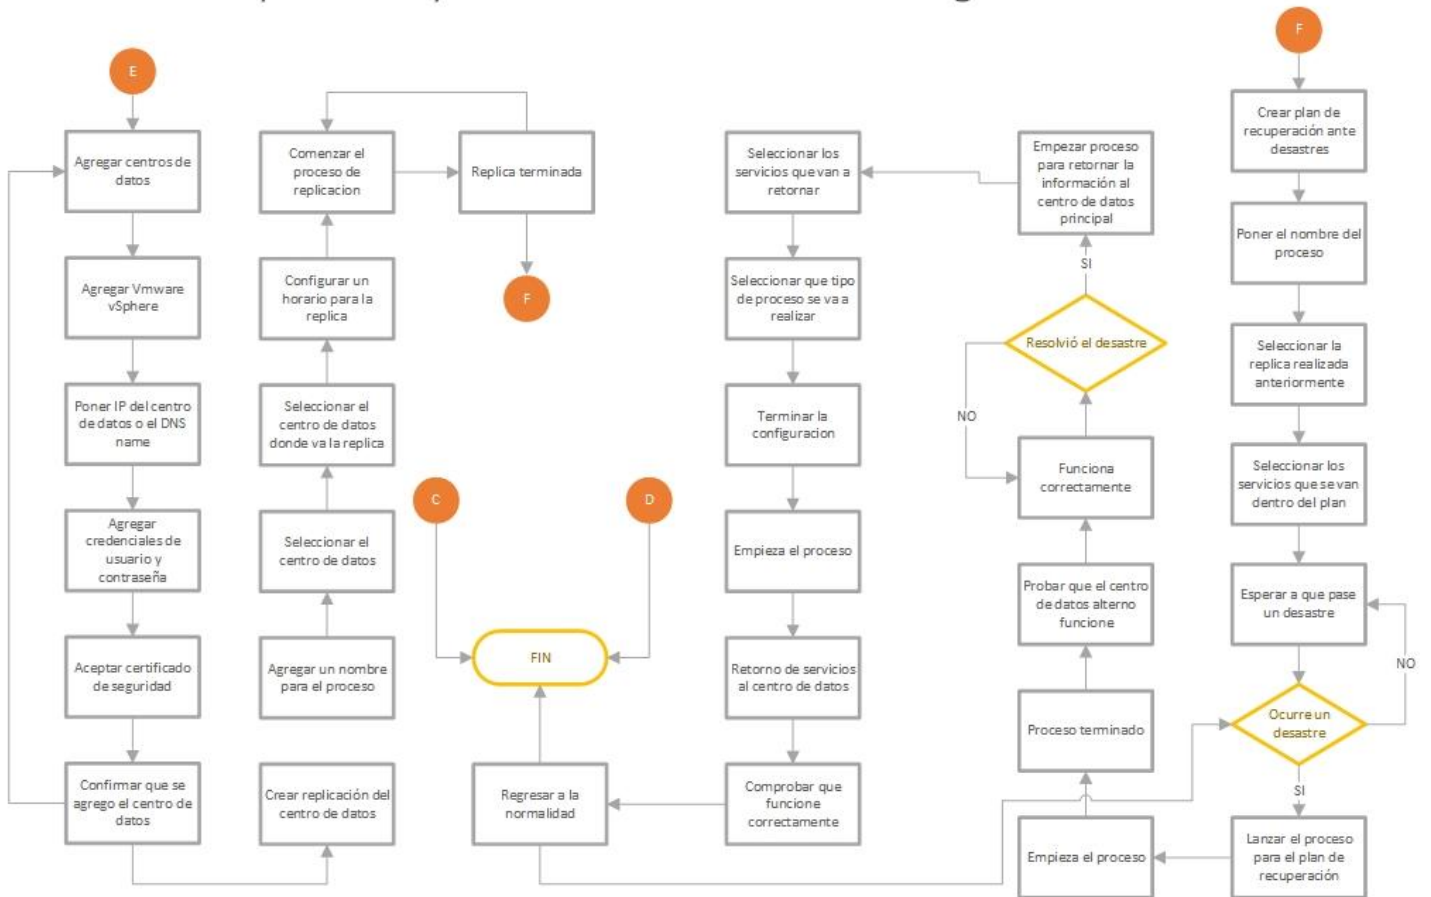 E
Agregar centros de
datos
Agregar Vmware
vSphere
Poner IP del centro
de datos o el DNS
name
Agregar
credenciales de
usuario y
contraseña
Aceptar certificado
de seguridad
Confirmar que se
agrego el centro de
datos
Crear replicación del
centro de datos
Agregar un nombre
para el proceso
Seleccionar el
centro de datos
Seleccionar el
centro de datos
donde va la replica
Configurar un
horario para la
replica
Comenzar el
proceso de
replicacion
Replica terminada
F
F
Crear plan de
recuperación ante
desastres
Poner el nombre del
proceso
Seleccionar la
replica realizada
anteriormente
Seleccionar los
servicios que se van
dentro del plan
Esperar a que pase
un desastre
NO
Ocurre un
desastre
SI
Lanzar el proceso
para el plan de
recuperación
Empieza el proceso
Proceso terminado
Probar que el centro
de datos alterno
funcione
Funciona
correctamente
NO
Resolvió el desastre
SI
Empezar proceso
para retornar la
información al
centro de datos
principal
Seleccionar los
servicios que van a
retornar
Seleccionar que tipo
de proceso se va a
realizar
Terminar la
configuracion
Empieza el proceso
Retorno de servicios
al centro de datos
Comprobar que
funcione
correctamente
Regresar a la
normalidad
C
D
FIN